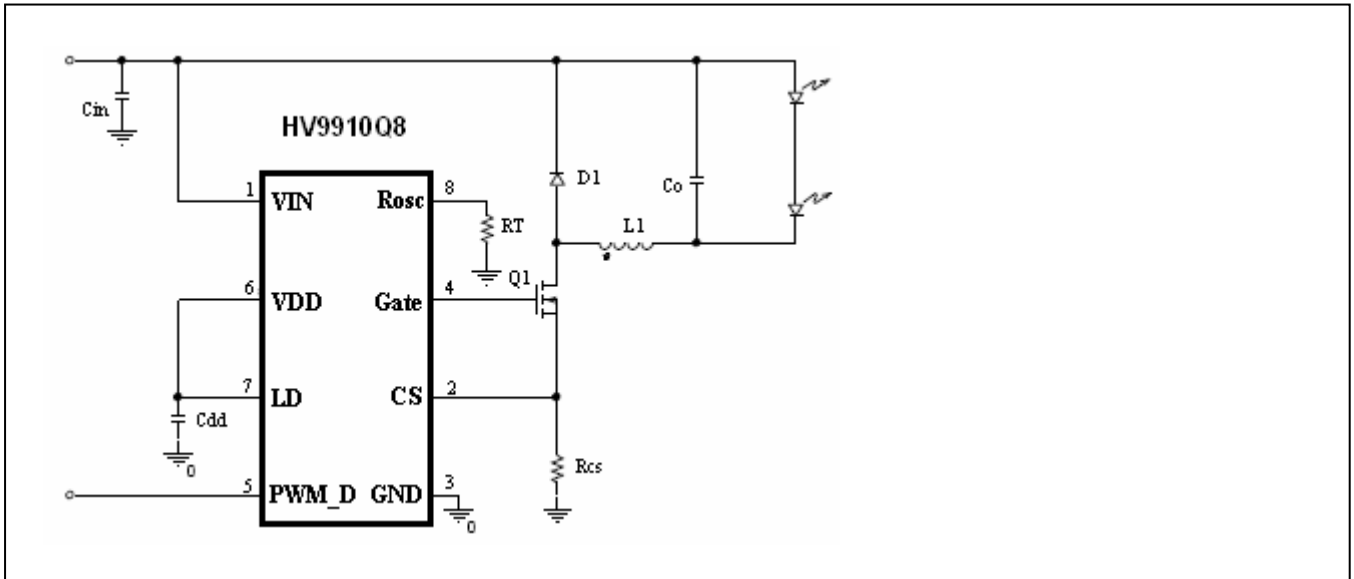 Cin
HV9910Q8
1
VIN
Rosc
8
RT
D1
Co
L1
Q1
6
VDD
Gate
4
7
LD
CS
2
Cdd
0
Rcs
5
PWM_D
GND
3
0